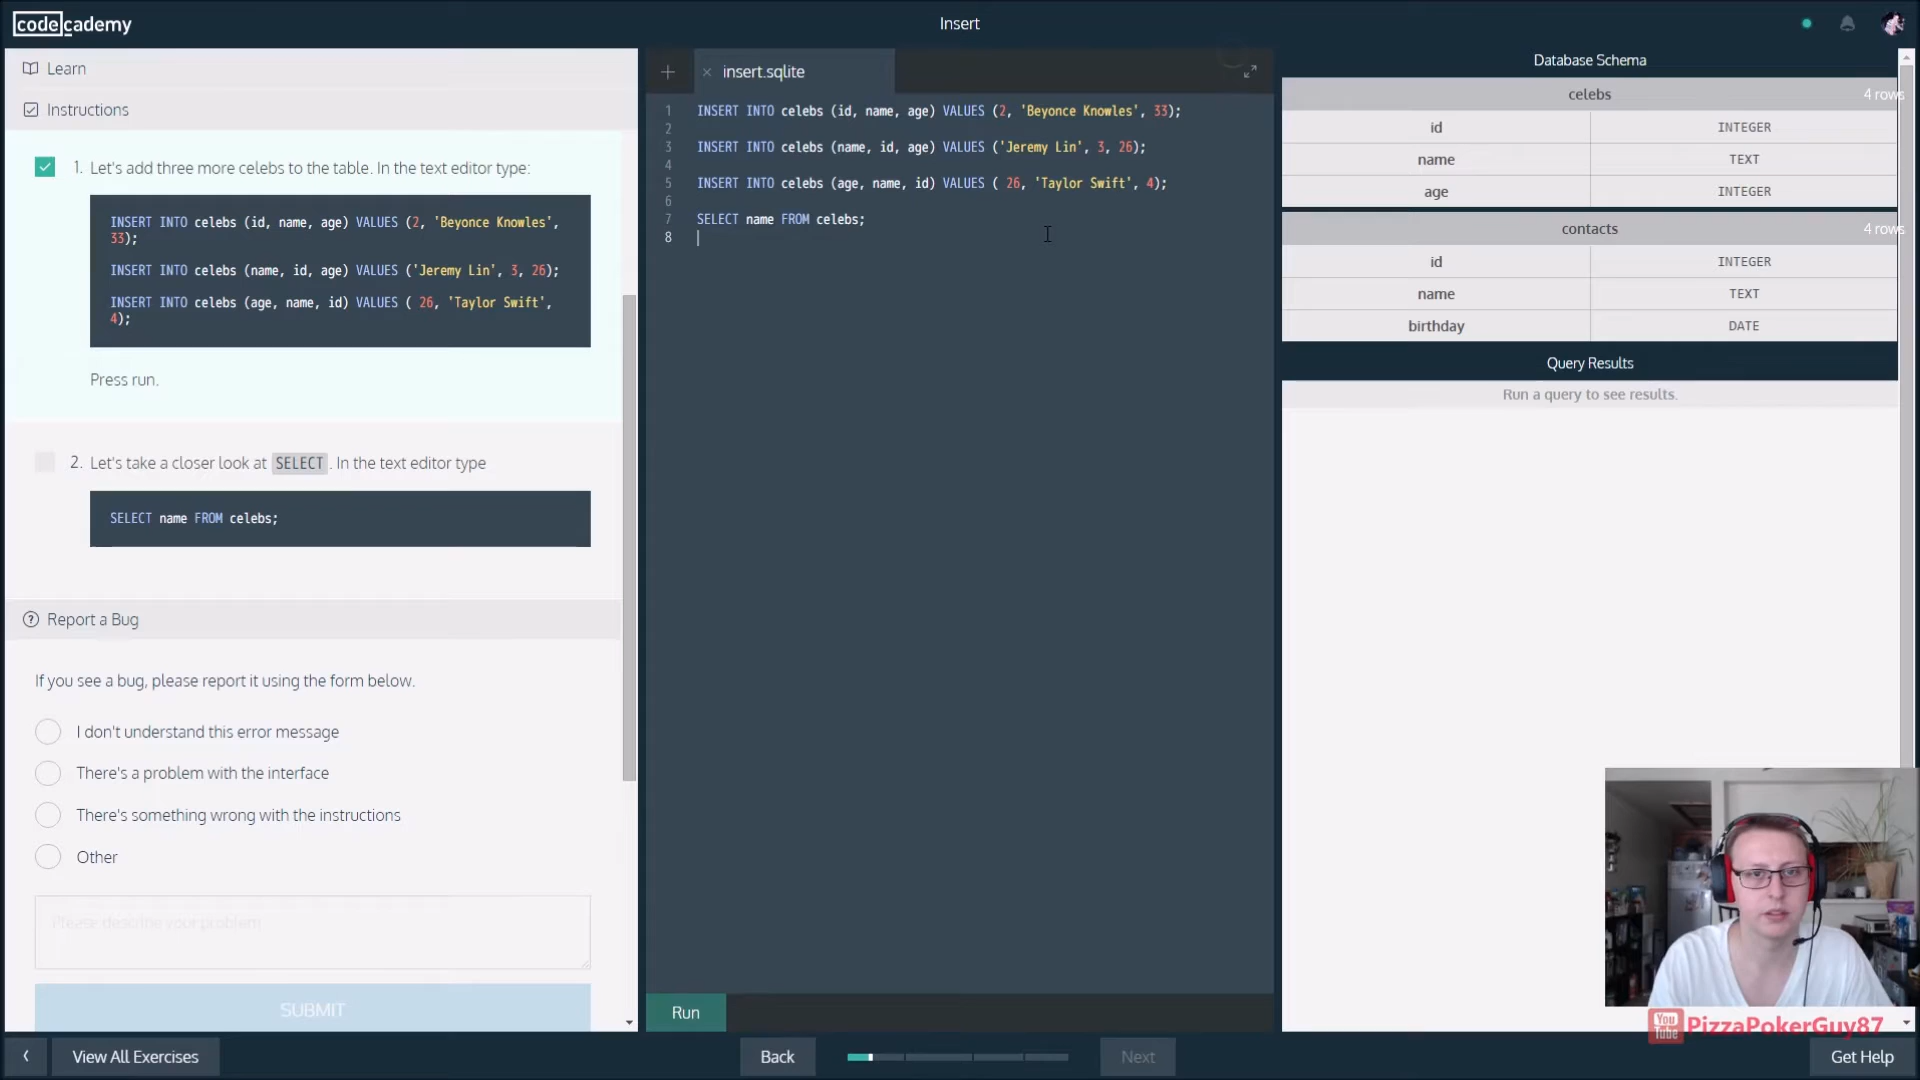 codecademy
Insert
Learn
Instructions
1. Let's add three more celebs to the table. In the text editor type:
INSERT INTO celebs (id, name, age) VALUES (2, 'Beyonce Knowles',
33);
INSERT INTO celebs (name, id, age) VALUES ('Jeremy Lin', 3, 26);
INSERT INTO celebs (age, name, id) VALUES ( 26, 'Taylor Swift',
4);
Press run.
2. Let's take a closer look at SELECT . In the text editor type
SELECT name FROM celebs;
Report a Bug
If you see a bug, please report it using the form below.
I don't understand this error message
There's a problem with the interface
There's something wrong with the instructions
Other
Please describe your problem
SUBMIT
View All Exercises
insert.sqlite
1 INSERT INTO celebs (id, name, age) VALUES (2, 'Beyonce Knowles', 33);
2
3 INSERT INTO celebs (name, id, age) VALUES ('Jeremy Lin', 3, 26);
4
5 INSERT INTO celebs (age, name, id) VALUES ( 26, 'Taylor Swift', 4);
6
7 SELECT name FROM celebs;
8
Run
Back
Next
Database Schema
celebs 4 rows
id INTEGER
name TEXT
age INTEGER
contacts 4 rows
id INTEGER
name TEXT
birthday DATE
Query Results
Run a query to see results.
You Tube PizzaPokerGuy87
Get Help